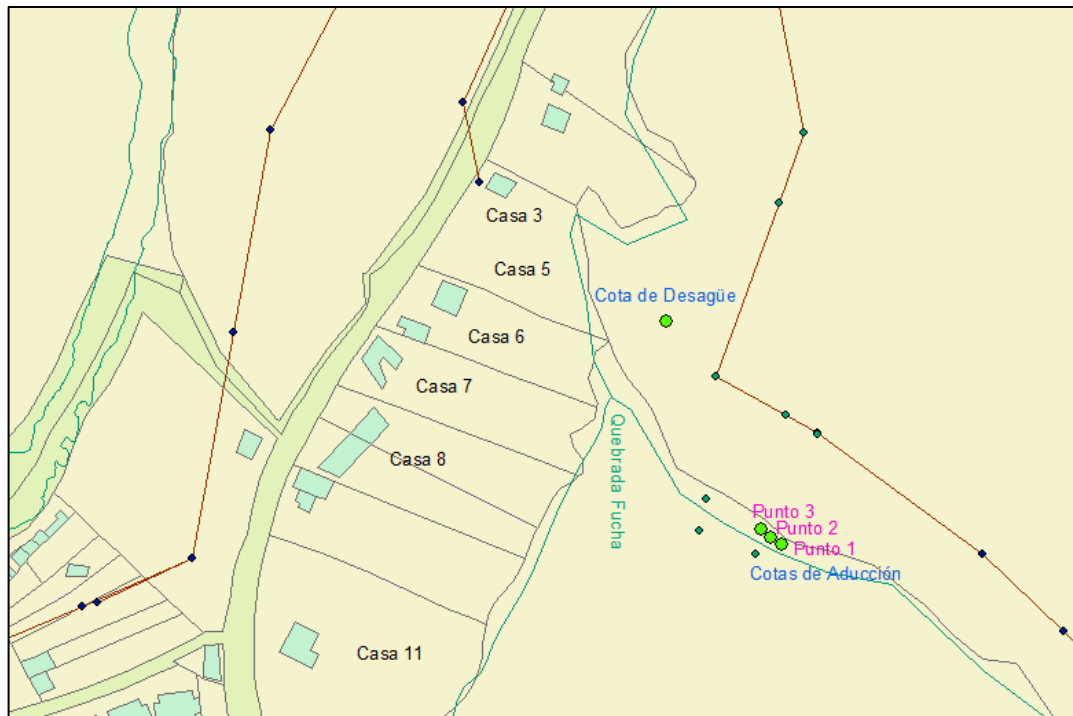 Casa 3
Casa 5
Cota de Desagüe
Casa 6
Casa 7
Quebrada Fucha
Casa 8
Punto 3
Punto 2
Punto 1
Cotas de Aducción
Casa 11